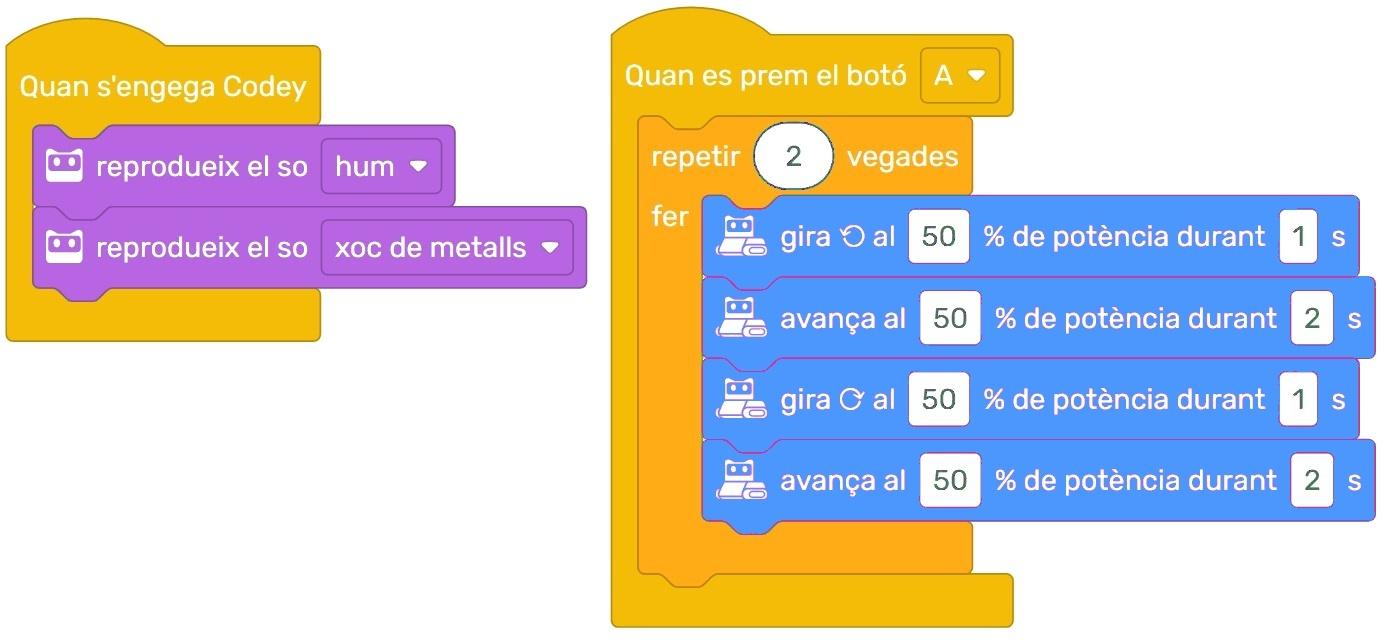 Quan s'engega Codey
reprodueix el so hum
reprodueix el so xoc de metalls
Quan es prem el botó A
repetir 2 vegades
fer
gira al 50 % de potència durant 1 s
avança al 50 % de potència durant 2 s
gira al 50 % de potència durant 1 s
avança al 50 % de potència durant 2 s